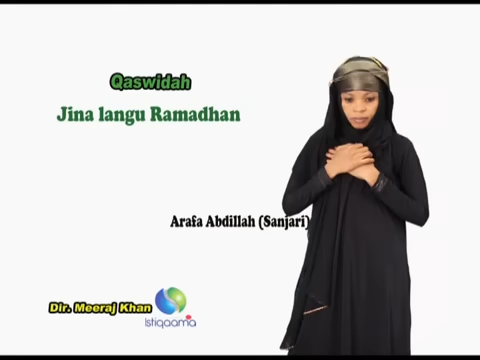 Qaswidah
Jina langu Ramadhan
Arafa Abdillah (Sanjari)
Dir. Meeraj Khan
Istiqaama